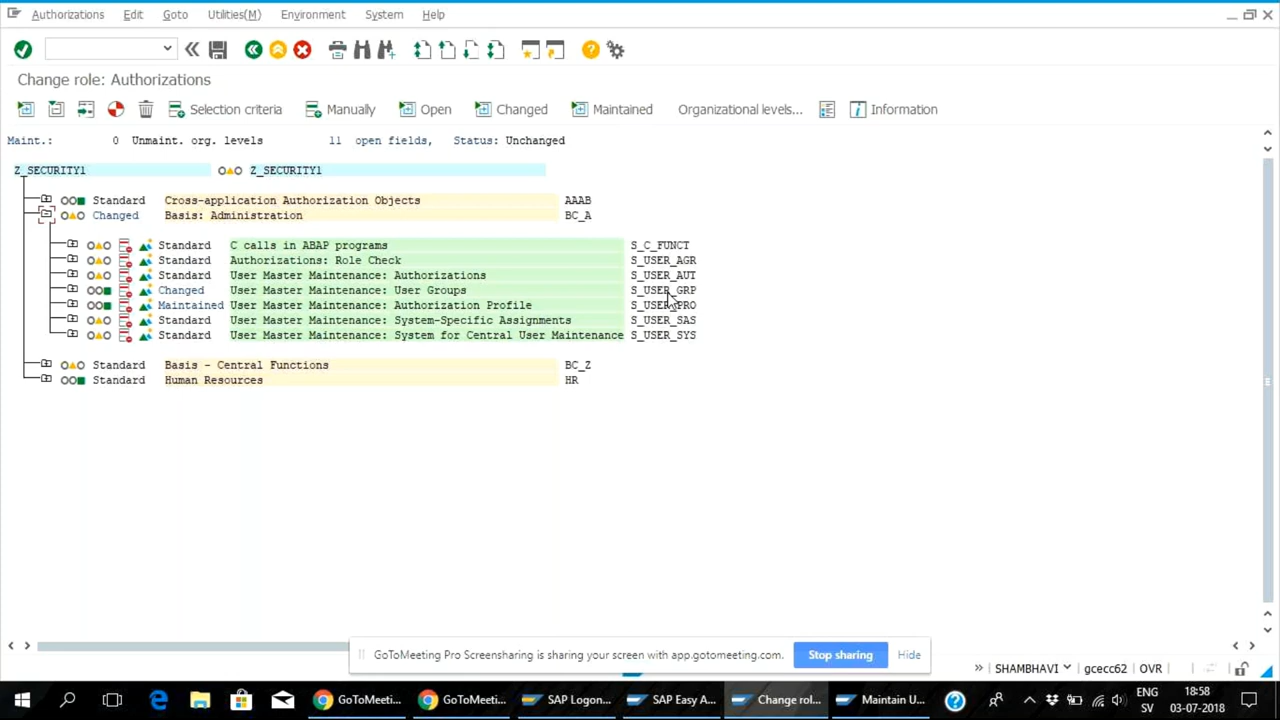 Authorizations Edit Goto Utilities(M) Environment System Help
Change role: Authorizations
Selection criteria Manually Open Changed Maintained Organizational levels... Information
Maint.: 0 Unmaint. org. levels 11 open fields, Status: Unchanged
Z_SECURITY1 Z_SECURITY1
Standard Cross-application Authorization Objects AAAB
Changed Basis: Administration BC_A
Standard C calls in ABAP programs S_C_FUNCT
Standard Authorizations: Role Check S_USER_AGR
Standard User Master Maintenance: Authorizations S_USER_AUT
Changed User Master Maintenance: User Groups S_USER_GRP
Maintained User Master Maintenance: Authorization Profile S_USER_PRO
Standard User Master Maintenance: System-Specific Assignments S_USER_SAS
Standard User Master Maintenance: System for Central User Maintenance S_USER_SYS
Standard Basis - Central Functions BC_Z
Standard Human Resources HR
GoToMeeting Pro Screensharing is sharing your screen with app.gotomeeting.com. Stop sharing Hide
SHAMBHAVI gcecc62 OVR
GoToMeeti... GoToMeeti... SAP Logon... SAP Easy A... Change rol... Maintain U... ENG 18:58
SV 03-07-2018